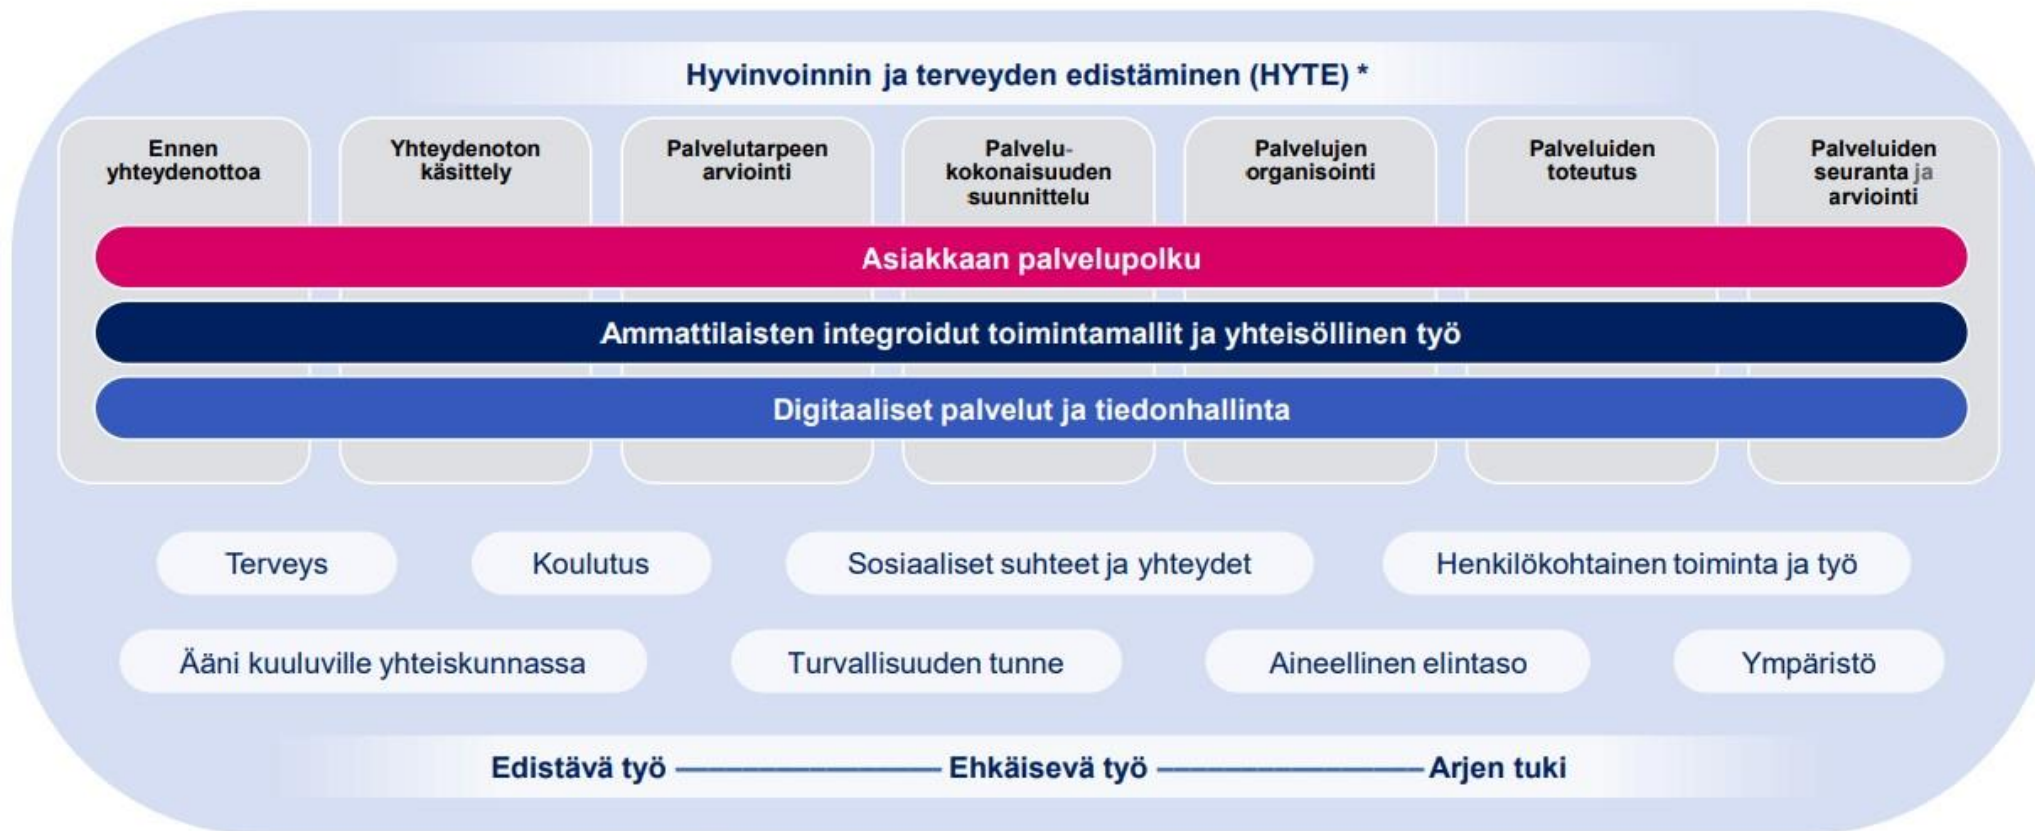 Hyvinvoinnin ja terveyden edistäminen (HYTE) *
Ennen
yhteydenottoa
Yhteydenoton
käsittely
Palvelutarpeen
arviointi
Palvelu-
kokonaisuuden
suunnittelu
Palvelujen
organisointi
Palveluiden
toteutus
Palveluiden
seuranta ja
arviointi
Asiakkaan palvelupolku
Ammattilaisten integroidut toimintamallit ja yhteisöllinen työ
Digitaaliset palvelut ja tiedonhallinta
Terveys
Koulutus
Sosiaaliset suhteet ja yhteydet
Henkilökohtainen toiminta ja työ
Ääni kuuluville yhteiskunnassa
Turvallisuuden tunne
Aineellinen elintaso
Ympäristö
Edistävä työ
Ehkäisevä työ
Arjen tuki